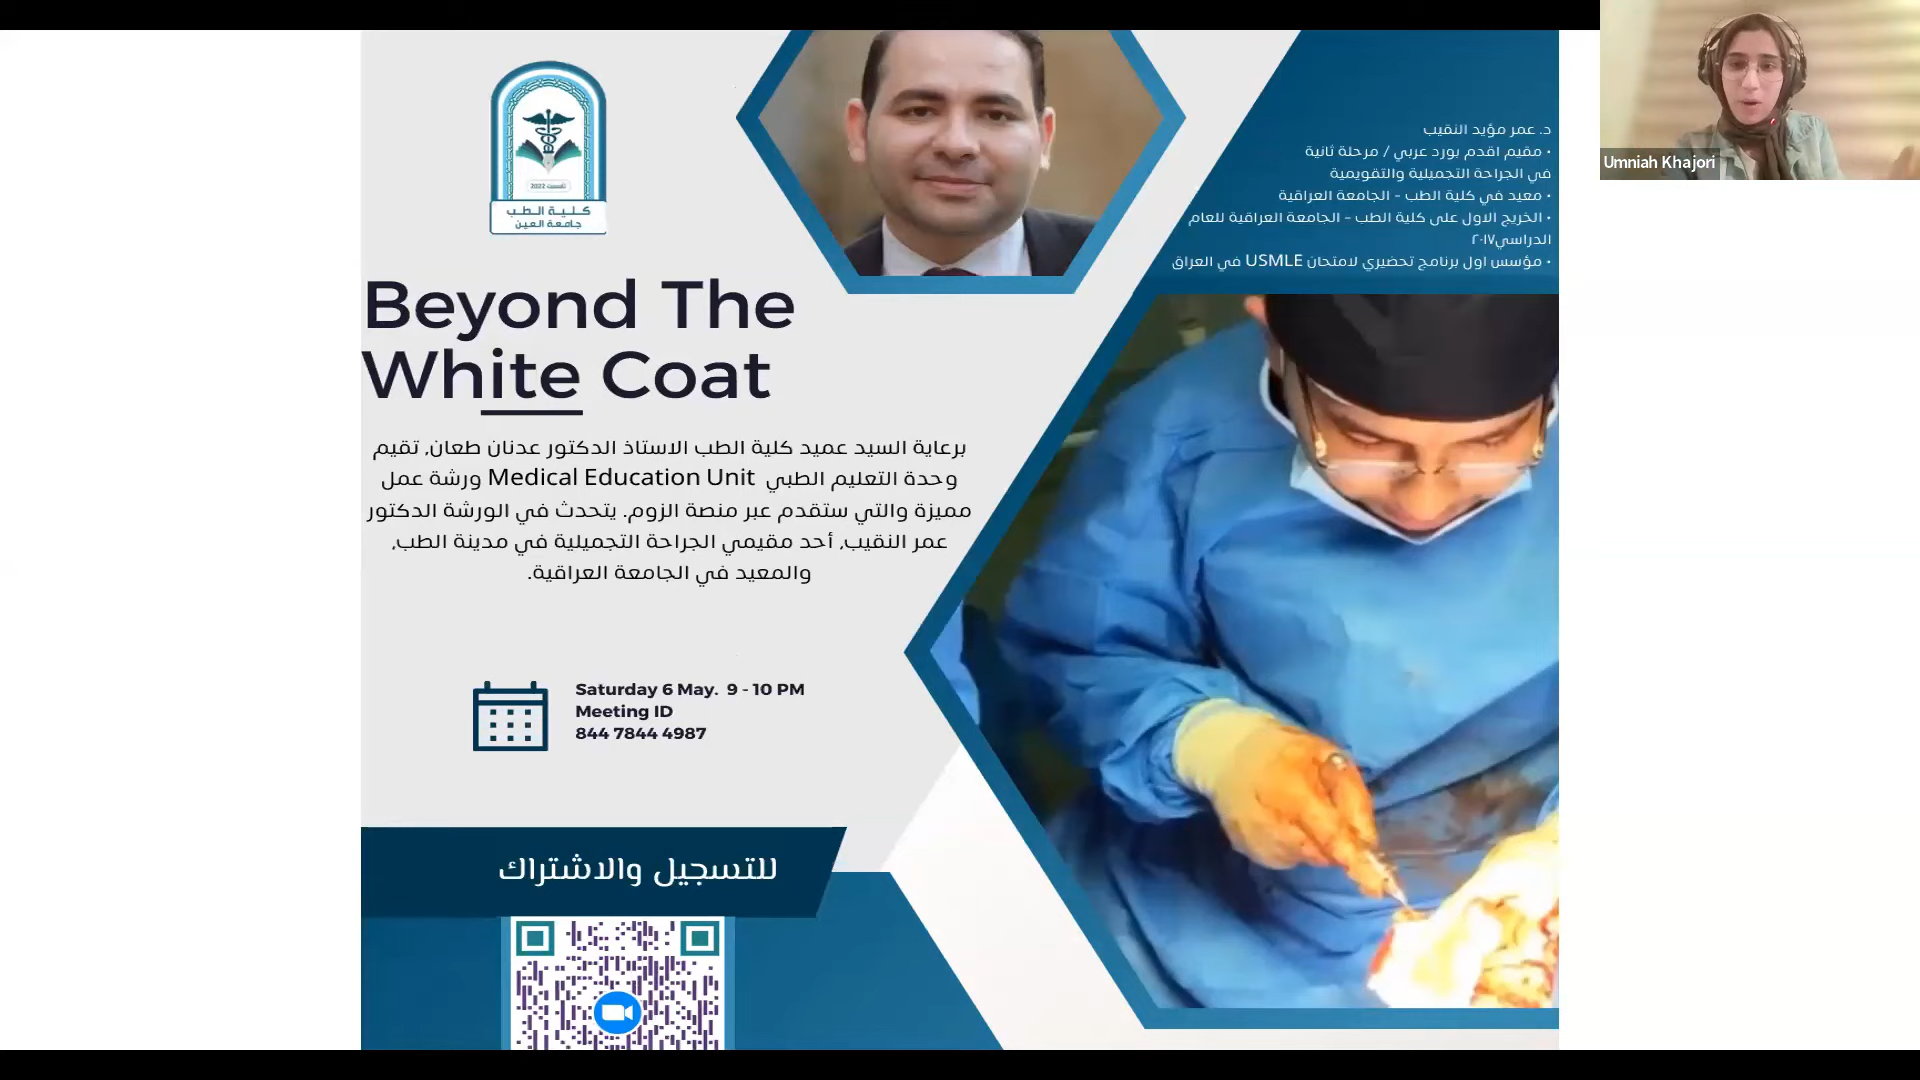 Umniah Khajori
تأسست 2022
كلية الطب
جامعة العين
د. عمر مؤيد النقيب
• مقيم اقدم بورد عربي / مرحلة ثانية
في الجراحة التجميلية والتقويمية
• معيد في كلية الطب - الجامعة العراقية
• الخريج الاول على كلية الطب - الجامعة العراقية للعام
الدراسي٢٠١٧
• مؤسس اول برنامج تحضيري لامتحان USMLE في العراق
Beyond The
White Coat
برعاية السيد عميد كلية الطب الاستاذ الدكتور عدنان طعان, تقيم
وحدة التعليم الطبي Medical Education Unit ورشة عمل
مميزة والتي ستقدم عبر منصة الزوم. يتحدث في الورشة الدكتور
عمر النقيب, أحد مقيمي الجراحة التجميلية في مدينة الطب,
والمعيد في الجامعة العراقية.
Saturday 6 May. 9 - 10 PM
Meeting ID
844 7844 4987
للتسجيل والاشتراك